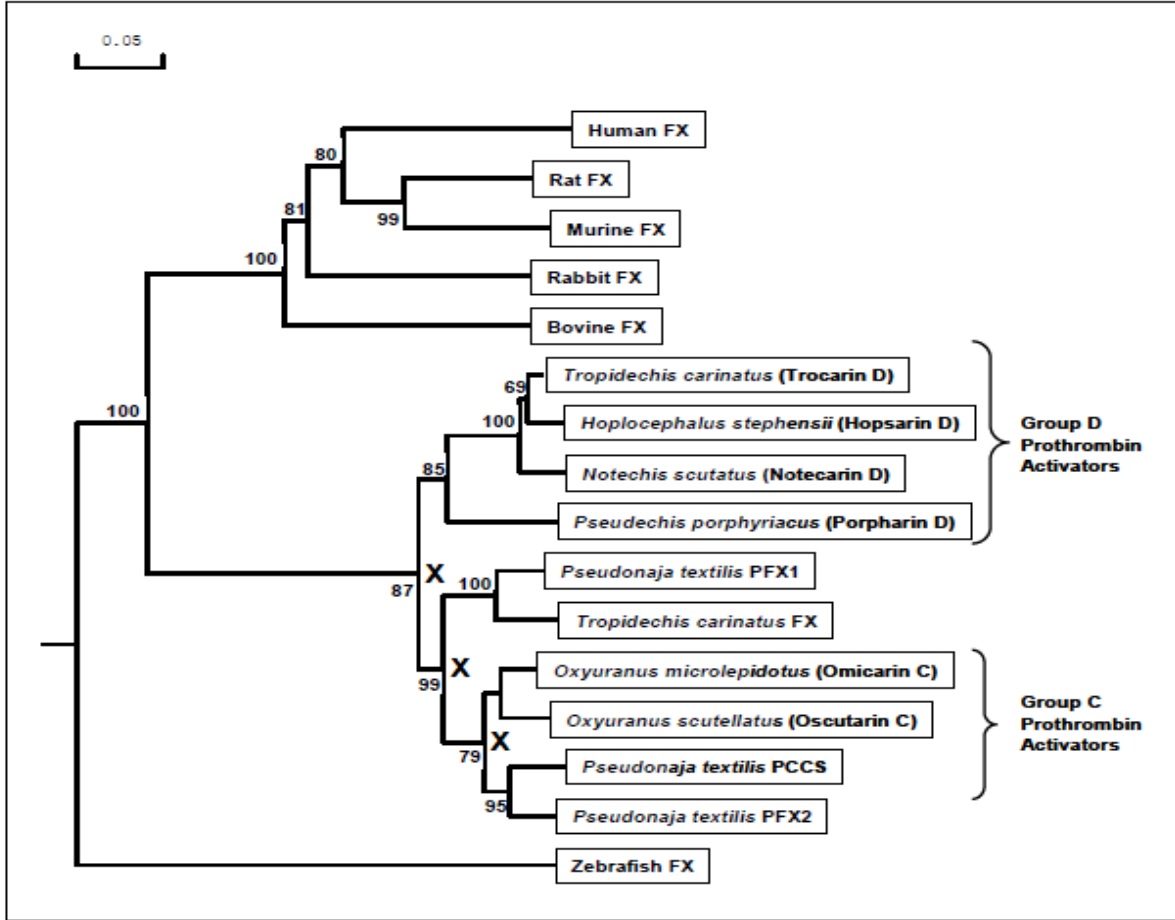 0.05
Human FX
80
Rat FX
99
81
Murine FX
100
Rabbit FX
Bovine FX
Tropidechis carinatus (Trocarin D)
69
100
Hoplocephalus stephensii (Hopsarin D)
Group D
Prothrombin
Activators
100
Notechis scutatus (Notecarin D)
85
Pseudechis porphyriacus (Porpharin D)
X
87
100
Pseudonaja textilis PFX1
Tropidechis carinatus FX
X
99
Oxyuranus microlepidotus (Omicarin C)
Group C
Prothrombin
Activators
Oxyuranus scutellatus (Oscutarin C)
X
79
Pseudonaja textilis PCCS
95
Pseudonaja textilis PFX2
Zebrafish FX